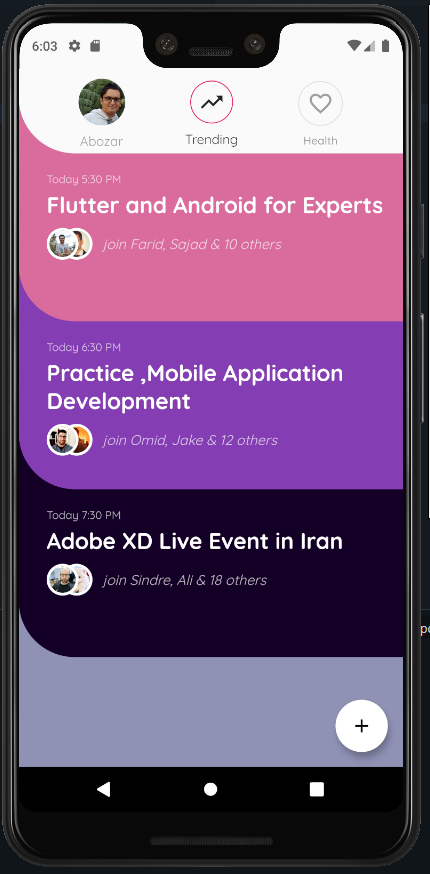 6:03
Abozar
Trending
Health
Today 5:30 PM
Flutter and Android for Experts
join Farid, Sajad & 10 others
Today 6:30 PM
Practice ,Mobile Application
Development
join Omid, Jake & 12 others
Today 7:30 PM
Adobe XD Live Event in Iran
join Sindre, Ali & 18 others